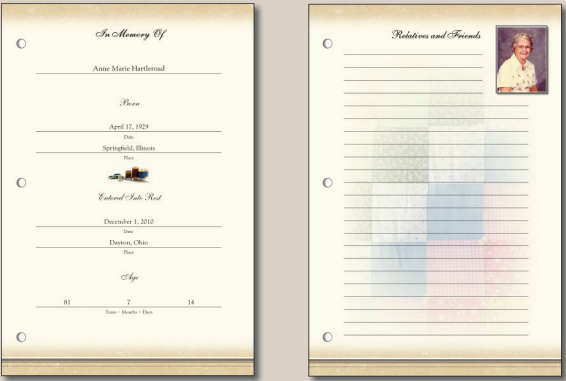 In Memory Of
Anne Marie Hartleroad
Born
April 17, 1929
Date
Springfield, Illinois
Place
Entered Into Rest
December 1, 2010
Date
Dayton, Ohio
Place
Age
81 7 14
Years - Months - Days
Relatives and Friends